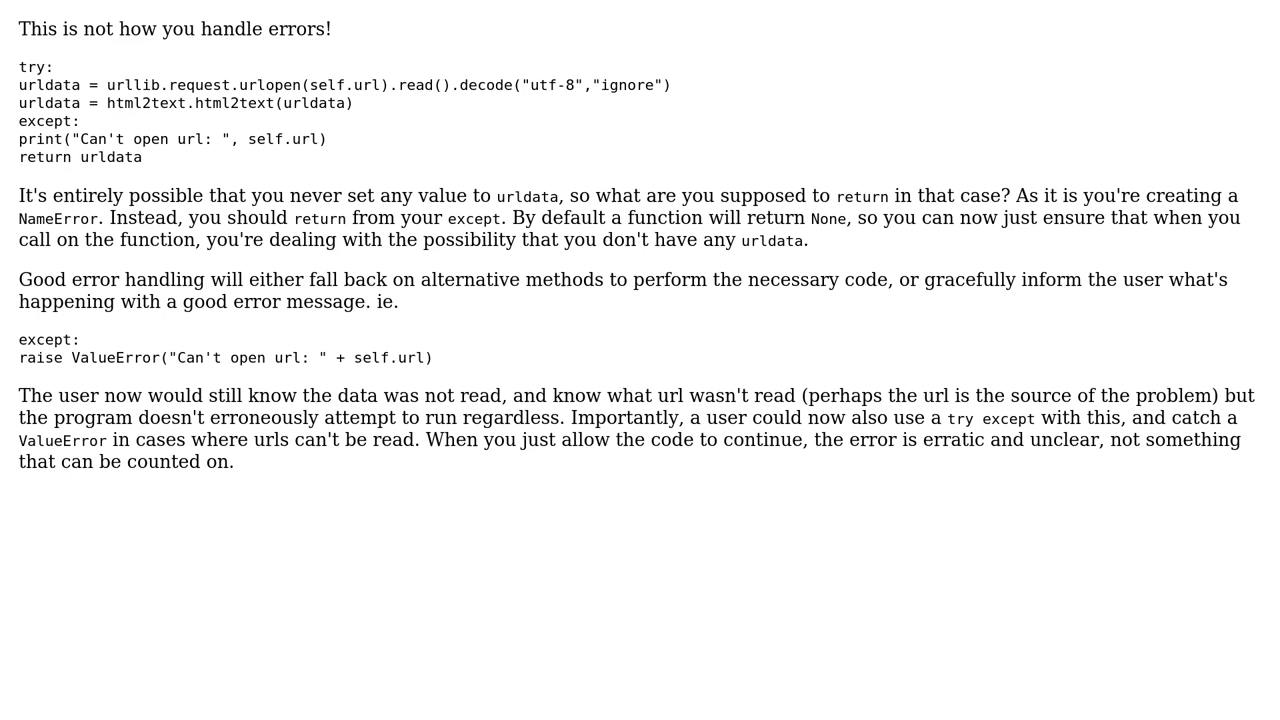 This is not how you handle errors!
try:
urldata = urllib.request.urlopen(self.url).read().decode("utf-8","ignore")
urldata = html2text.html2text(urldata)
except:
print("Can't open url: ", self.url)
return urldata
It's entirely possible that you never set any value to urldata, so what are you supposed to return in that case? As it is you're creating a
NameError. Instead, you should return from your except. By default a function will return None, so you can now just ensure that when you
call on the function, you're dealing with the possibility that you don't have any urldata.
Good error handling will either fall back on alternative methods to perform the necessary code, or gracefully inform the user what's
happening with a good error message. ie.
except:
raise ValueError("Can't open url: " + self.url)
The user now would still know the data was not read, and know what url wasn't read (perhaps the url is the source of the problem) but
the program doesn't erroneously attempt to run regardless. Importantly, a user could now also use a try except with this, and catch a
ValueError in cases where urls can't be read. When you just allow the code to continue, the error is erratic and unclear, not something
that can be counted on.